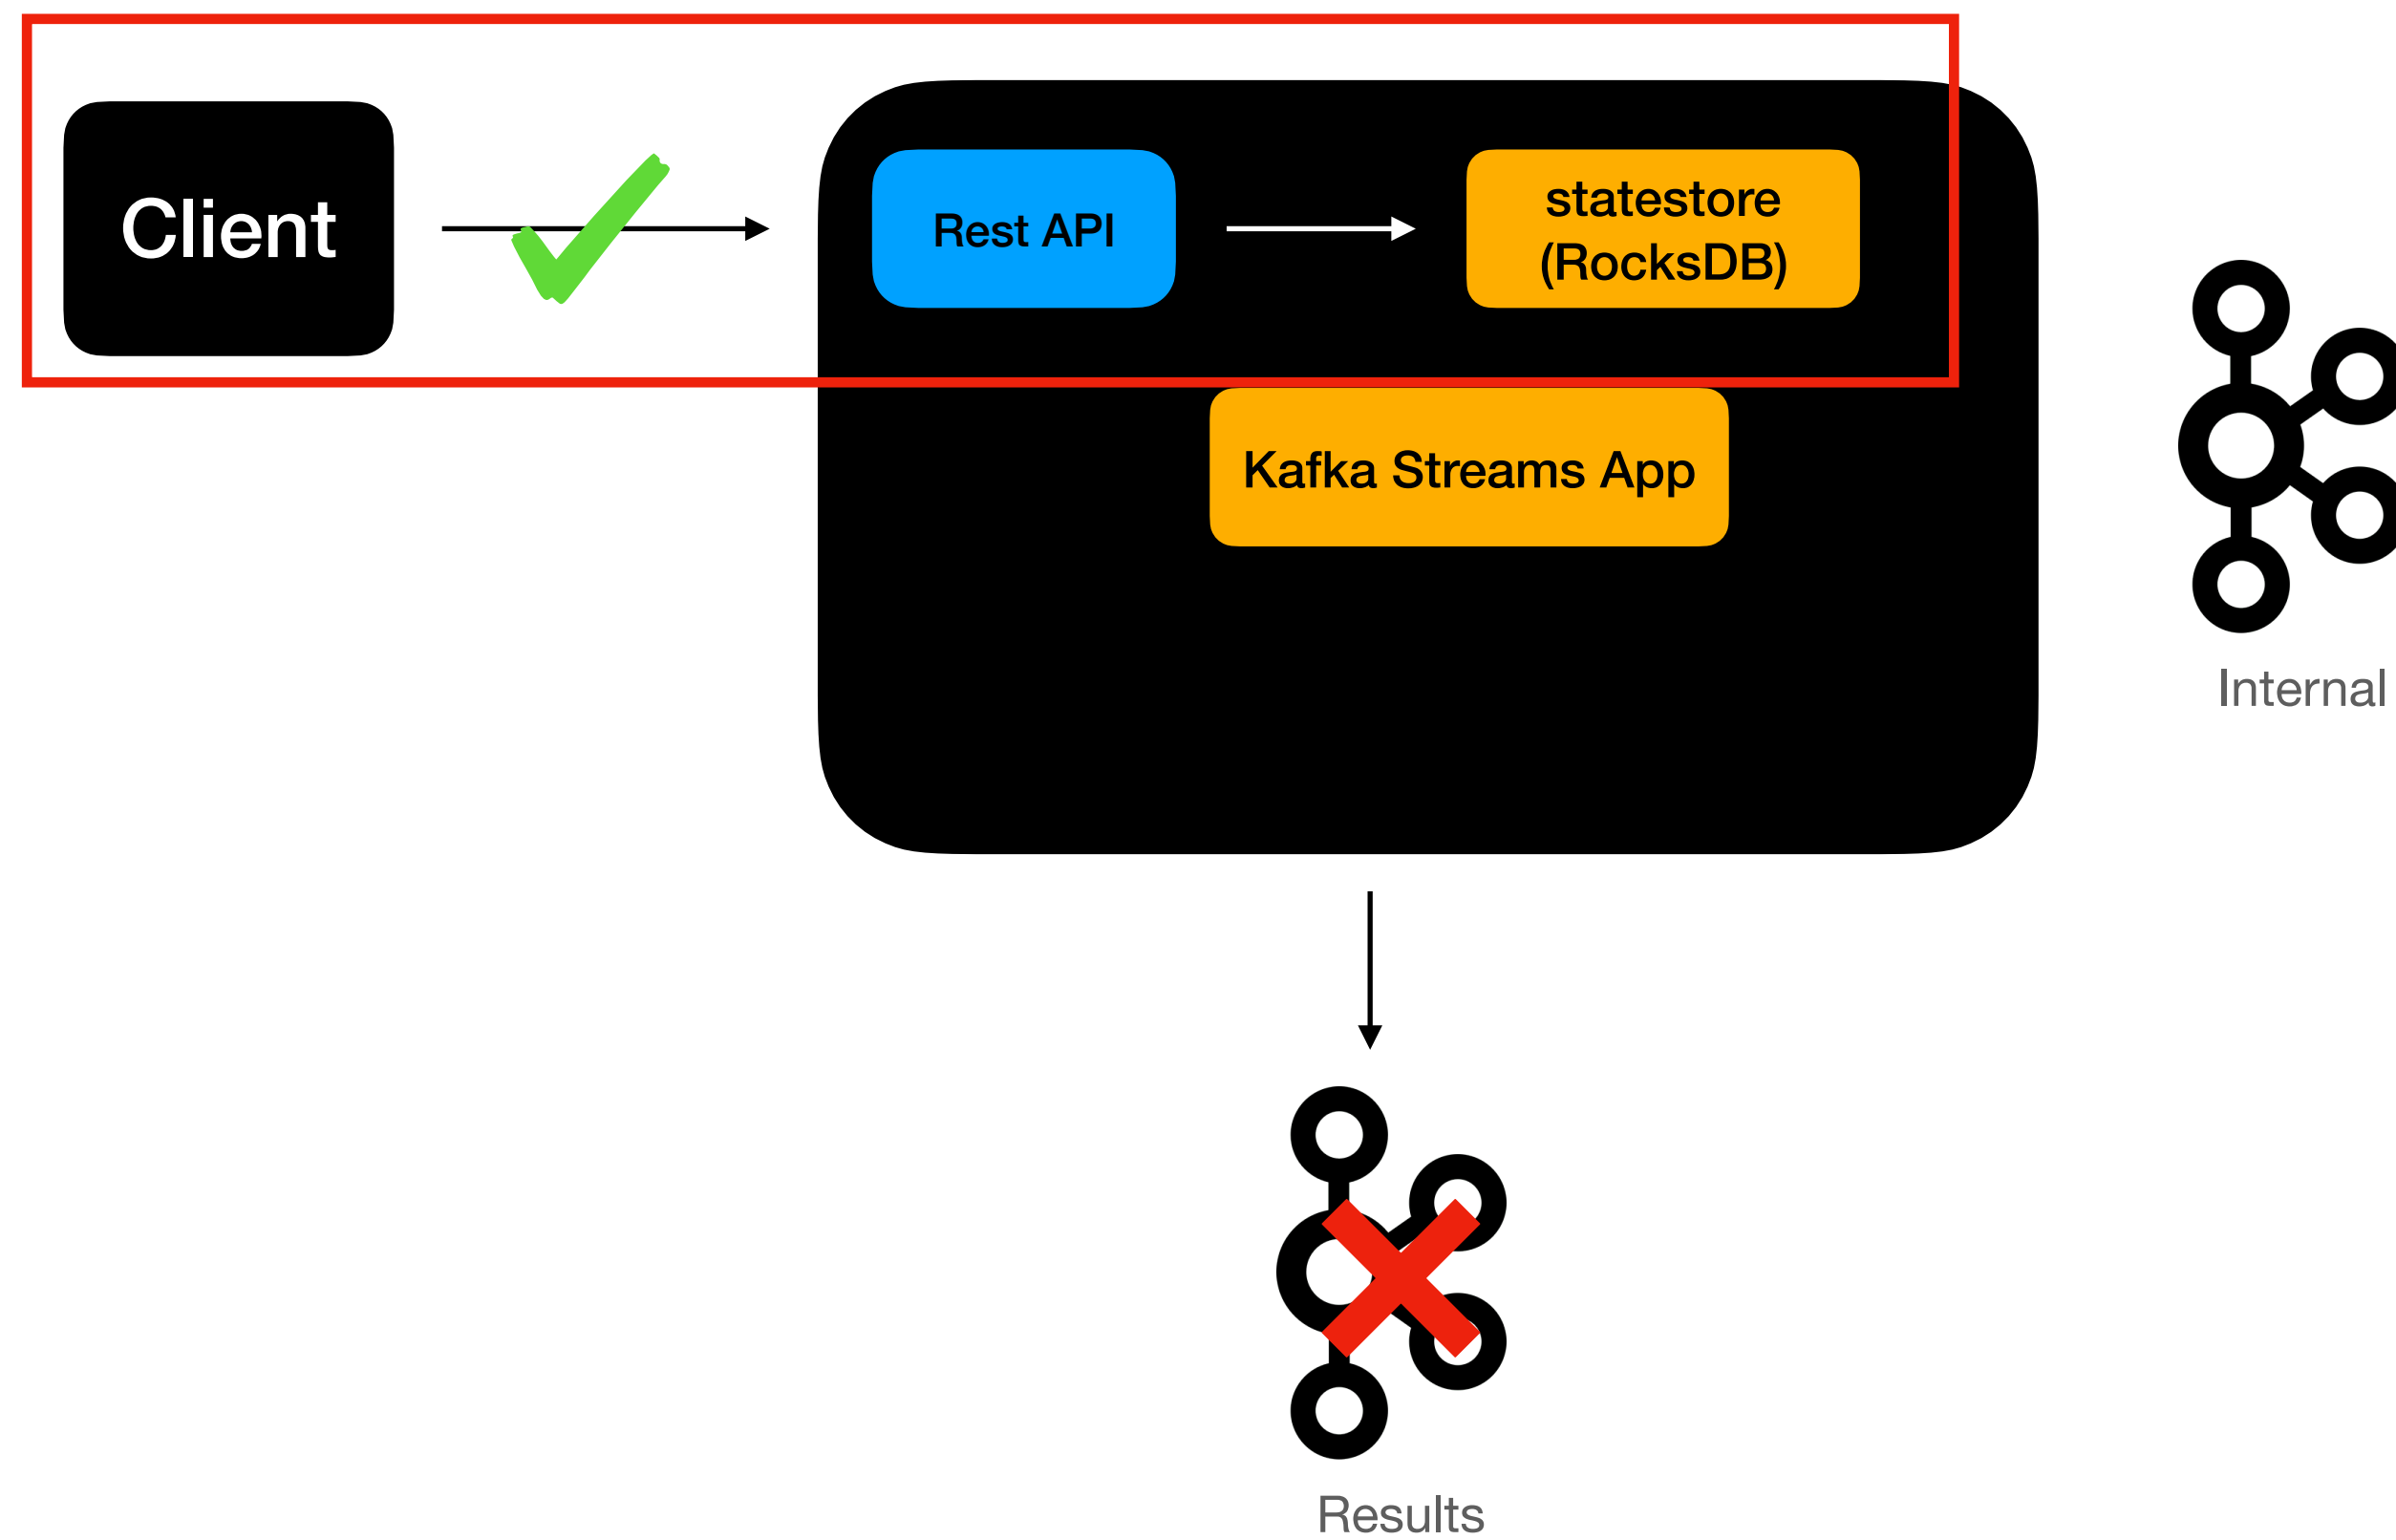 Client
Rest API
statestore
(RocksDB)
Kafka Streams App
Internal
Results